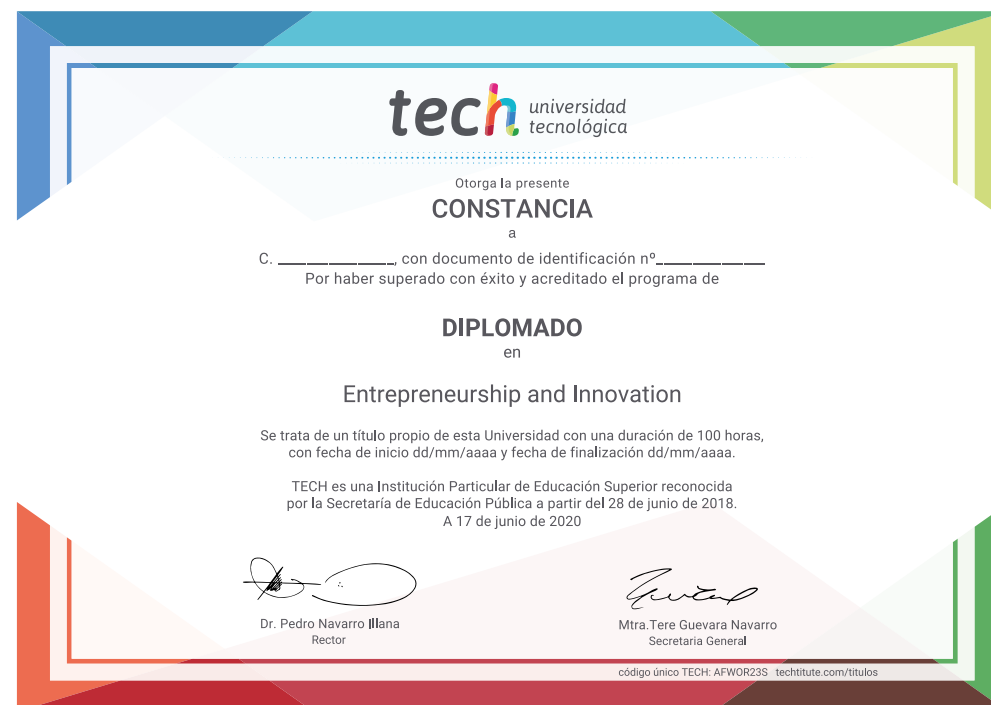 tech universidad
tecnológica
Otorga la presente
CONSTANCIA
a
C. ______________, con documento de identificación nº_____________
Por haber superado con éxito y acreditado el programa de
DIPLOMADO
en
Entrepreneurship and Innovation
Se trata de un título propio de esta Universidad con una duración de 100 horas,
con fecha de inicio dd/mm/aaaa y fecha de finalización dd/mm/aaaa.
TECH es una Institución Particular de Educación Superior reconocida
por la Secretaría de Educación Pública a partir del 28 de junio de 2018.
A 17 de junio de 2020
Dr. Pedro Navarro Illana
Rector
Mtra.Tere Guevara Navarro
Secretaria General
código único TECH: AFWOR23S techtitute.com/titulos